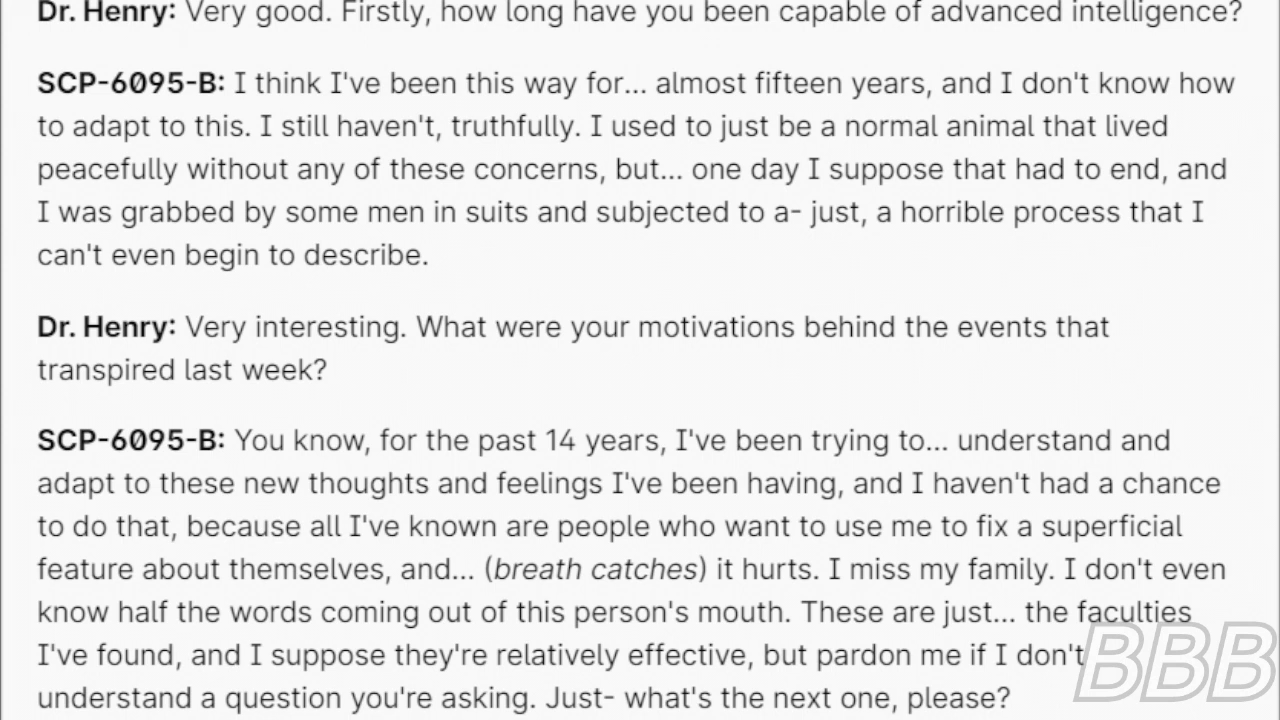 Dr. Henry: Very good. Firstly, how long have you been capable of advanced intelligence?
SCP-6095-B: I think I've been this way for... almost fifteen years, and I don't know how
to adapt to this. I still haven't, truthfully. I used to just be a normal animal that lived
peacefully without any of these concerns, but... one day I suppose that had to end, and
I was grabbed by some men in suits and subjected to a- just, a horrible process that I
can't even begin to describe.
Dr. Henry: Very interesting. What were your motivations behind the events that
transpired last week?
SCP-6095-B: You know, for the past 14 years, I've been trying to... understand and
adapt to these new thoughts and feelings I've been having, and I haven't had a chance
to do that, because all I've known are people who want to use me to fix a superficial
feature about themselves, and... (breath catches) it hurts. I miss my family. I don't even
know half the words coming out of this person's mouth. These are just... the faculties
I've found, and I suppose they're relatively effective, but pardon me if I don't
understand a question you're asking. Just- what's the next one, please?
BBB